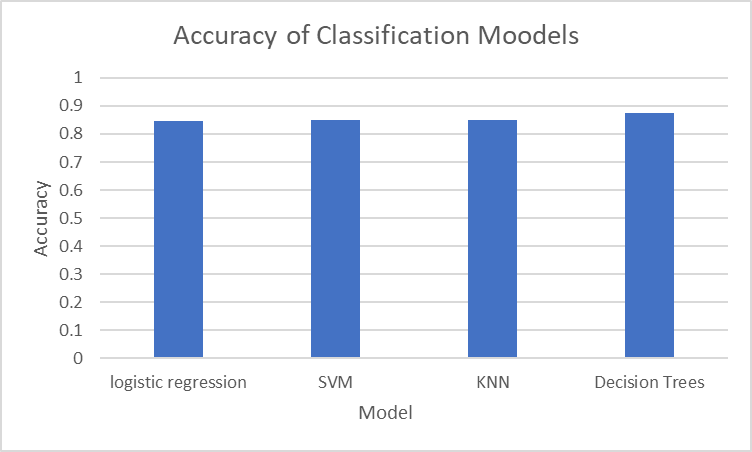 Accuracy of Classification Moodels
1
0.9
0.8
0.7
0.6
0.5
0.4
0.3
0.2
0.1
0
Accuracy
logistic regression
SVM
KNN
Decision Trees
Model